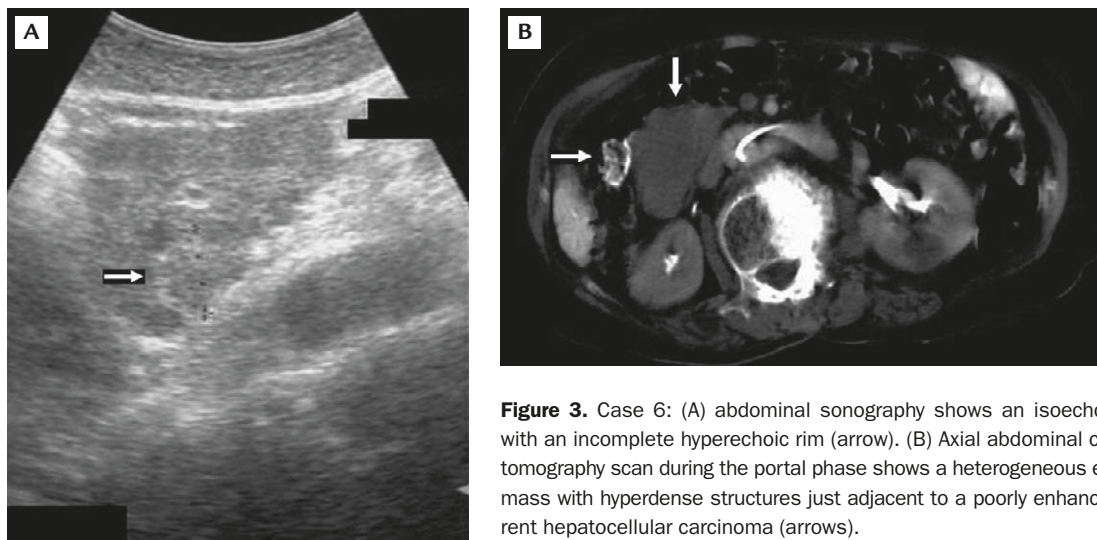 A
B
Figure 3. Case 6: (A) abdominal sonography shows an isoecho
with an incomplete hyperechoic rim (arrow). (B) Axial abdominal c
tomography scan during the portal phase shows a heterogeneous e
mass with hyperdense structures just adjacent to a poorly enhanc
rent hepatocellular carcinoma (arrows).